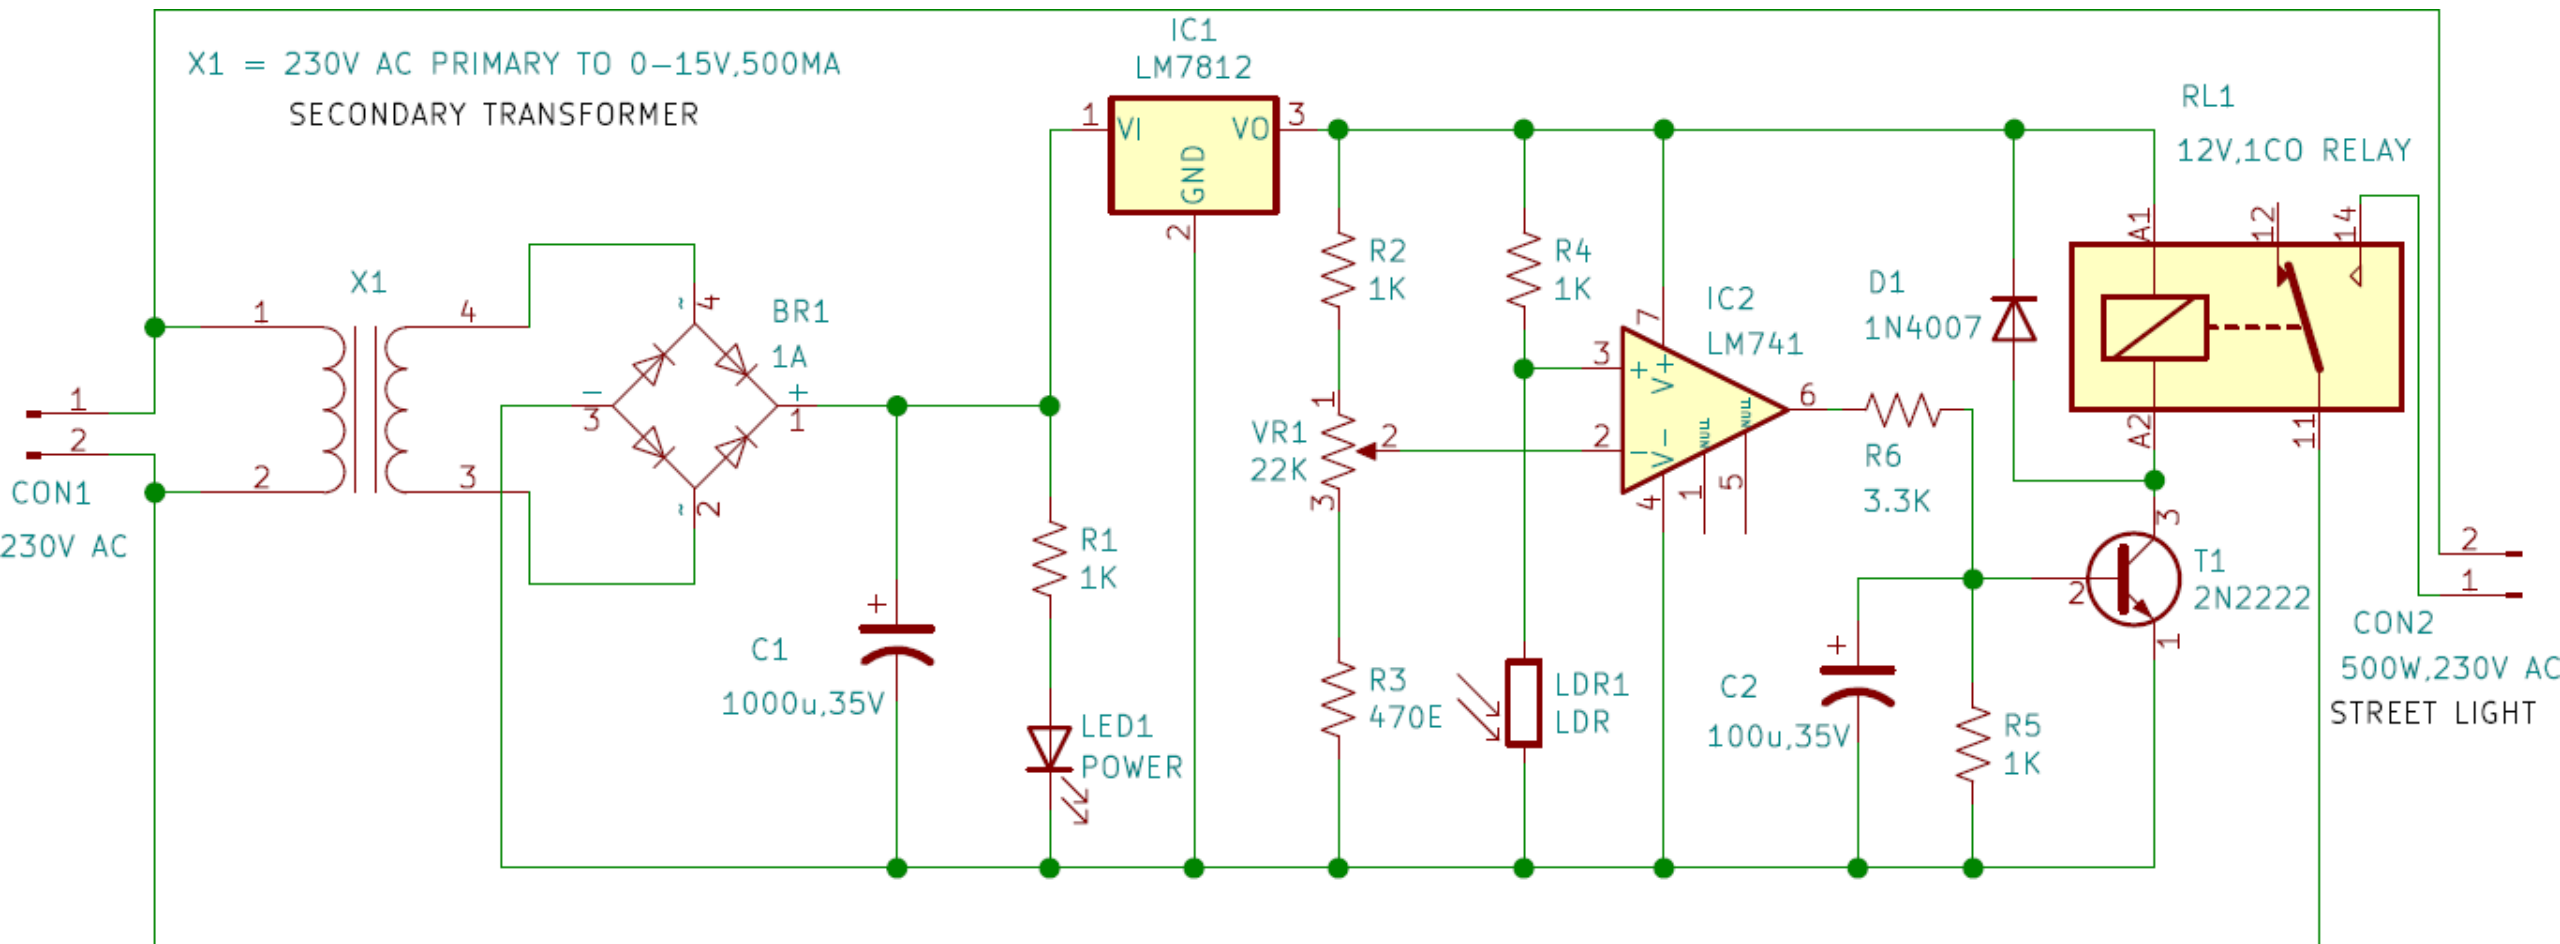 X1 = 230V AC PRIMARY TO 0-15V,500MA
SECONDARY TRANSFORMER
IC1
LM7812
1
VI
VO
3
GND
2
RL1
12V,1CO RELAY
A1
12
14
A2
11
X1
1
2
4
3
CON1
1
2
230V AC
BR1
1A
~
4
-
3
+
1
~
2
C1
+
1000u,35V
R1
1K
LED1
POWER
R2
1K
VR1
22K
1
2
3
R3
470E
R4
1K
LDR1
LDR
IC2
LM741
7
V+
3
+
2
-
V-
4
NULL
1
NULL
5
6
R6
3.3K
D1
1N4007
C2
+
100u,35V
R5
1K
T1
2N2222
3
2
1
2
1
CON2
500W,230V AC
STREET LIGHT